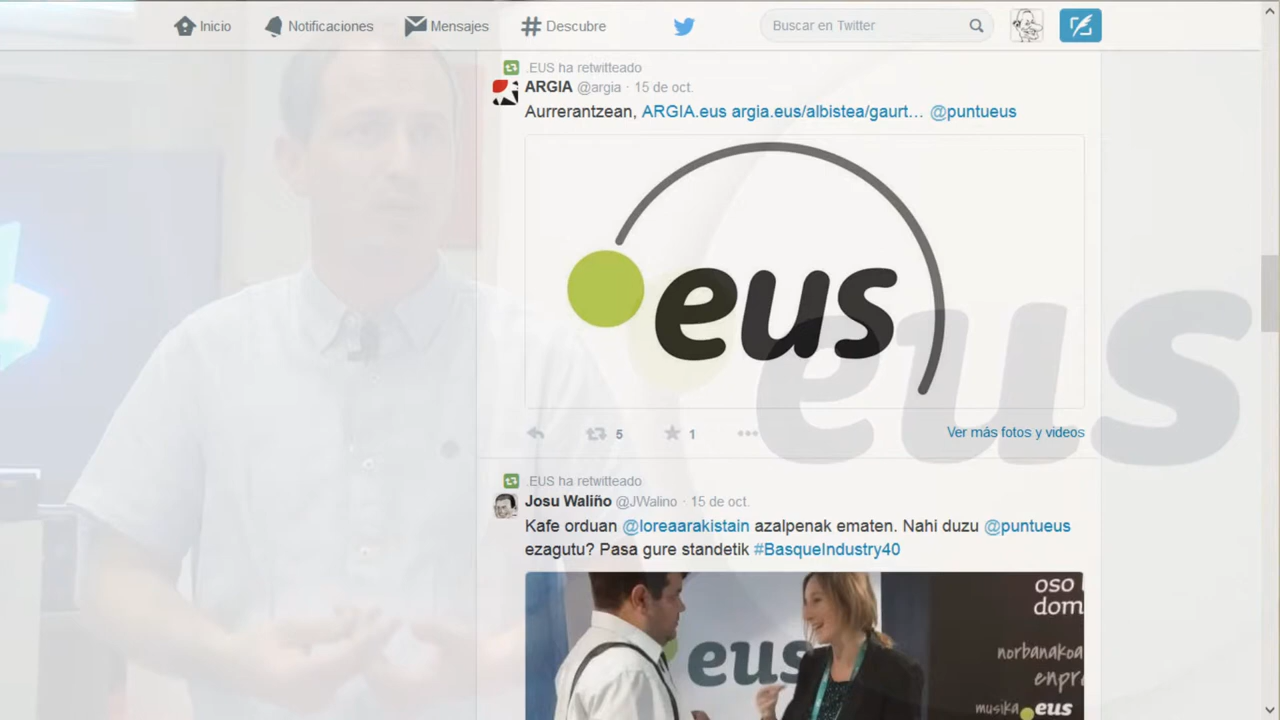 Inicio Notificaciones Mensajes Descubre Buscar en Twitter
.EUS ha retwitteado
ARGIA @argia · 15 de oct.
Aurrerantzean, ARGIA.eus argia.eus/albistea/gaurt… @puntueus
eus
eus
5 1 Ver más fotos y videos
.EUS ha retwitteado
Josu Waliño @JWalino · 15 de oct.
Kafe orduan @loreaarakistain azalpenak ematen. Nahi duzu @puntueus
ezagutu? Pasa gure standetik #BasqueIndustry40
oso
dom
eus
norbanakoa
enpr
musika .eus